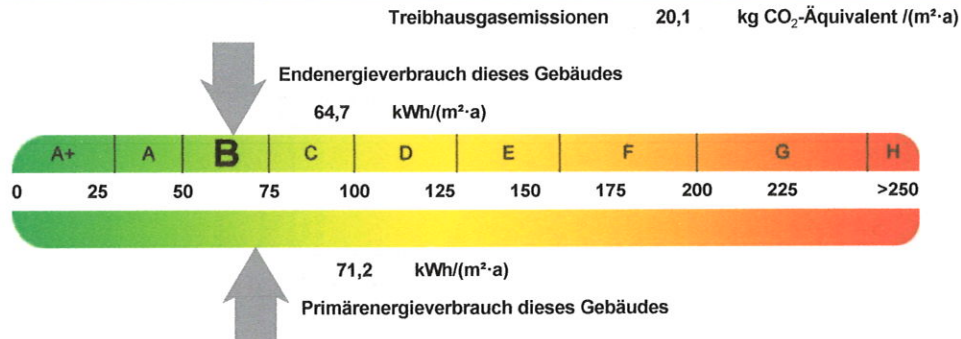 Treibhausgasemissionen 20,1 kg CO₂-Äquivalent /(m²·a)
Endenergieverbrauch dieses Gebäudes
64,7 kWh/(m²·a)
A+ A B C D E F G H
0 25 50 75 100 125 150 175 200 225 >250
71,2 kWh/(m²·a)
Primärenergieverbrauch dieses Gebäudes